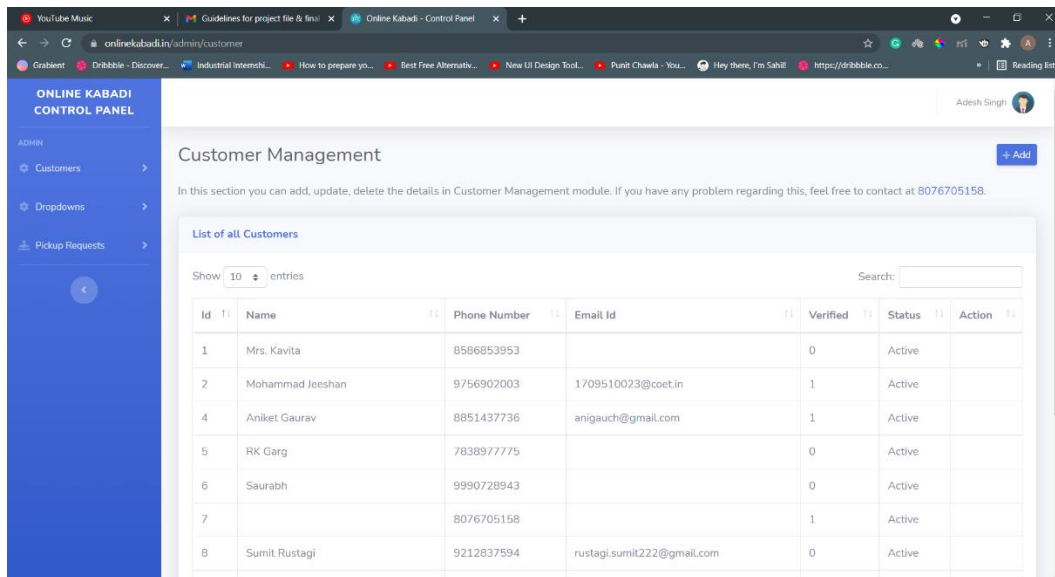 YouTube Music
Guidelines for project file & final
Online Kabadi - Control Panel
onlinekabadi.in/admin/customer
Grabient
Dribbble - Discover...
Industrial Internshi...
How to prepare yo...
Best Free Alternativ...
New UI Design Tool...
Punit Chawla - You...
Hey there, I'm Sahil!
https://dribbble.co...
Reading list
ONLINE KABADI
CONTROL PANEL
Adesh Singh
ADMIN
Customers
Dropdowns
Pickup Requests
Customer Management
+ Add
In this section you can add, update, delete the details in Customer Management module. If you have any problem regarding this, feel free to contact at 8076705158.
List of all Customers
Show 10 entries
Search:
Id Name Phone Number Email Id Verified Status Action
1 Mrs. Kavita 8586853953 0 Active
2 Mohammad Jeeshan 9756902003 1709510023@coet.in 1 Active
4 Aniket Gaurav 8851437736 anigauch@gmail.com 1 Active
5 RK Garg 7838977775 0 Active
6 Saurabh 9990728943 0 Active
7 8076705158 1 Active
8 Sumit Rustagi 9212837594 rustagi.sumit222@gmail.com 0 Active